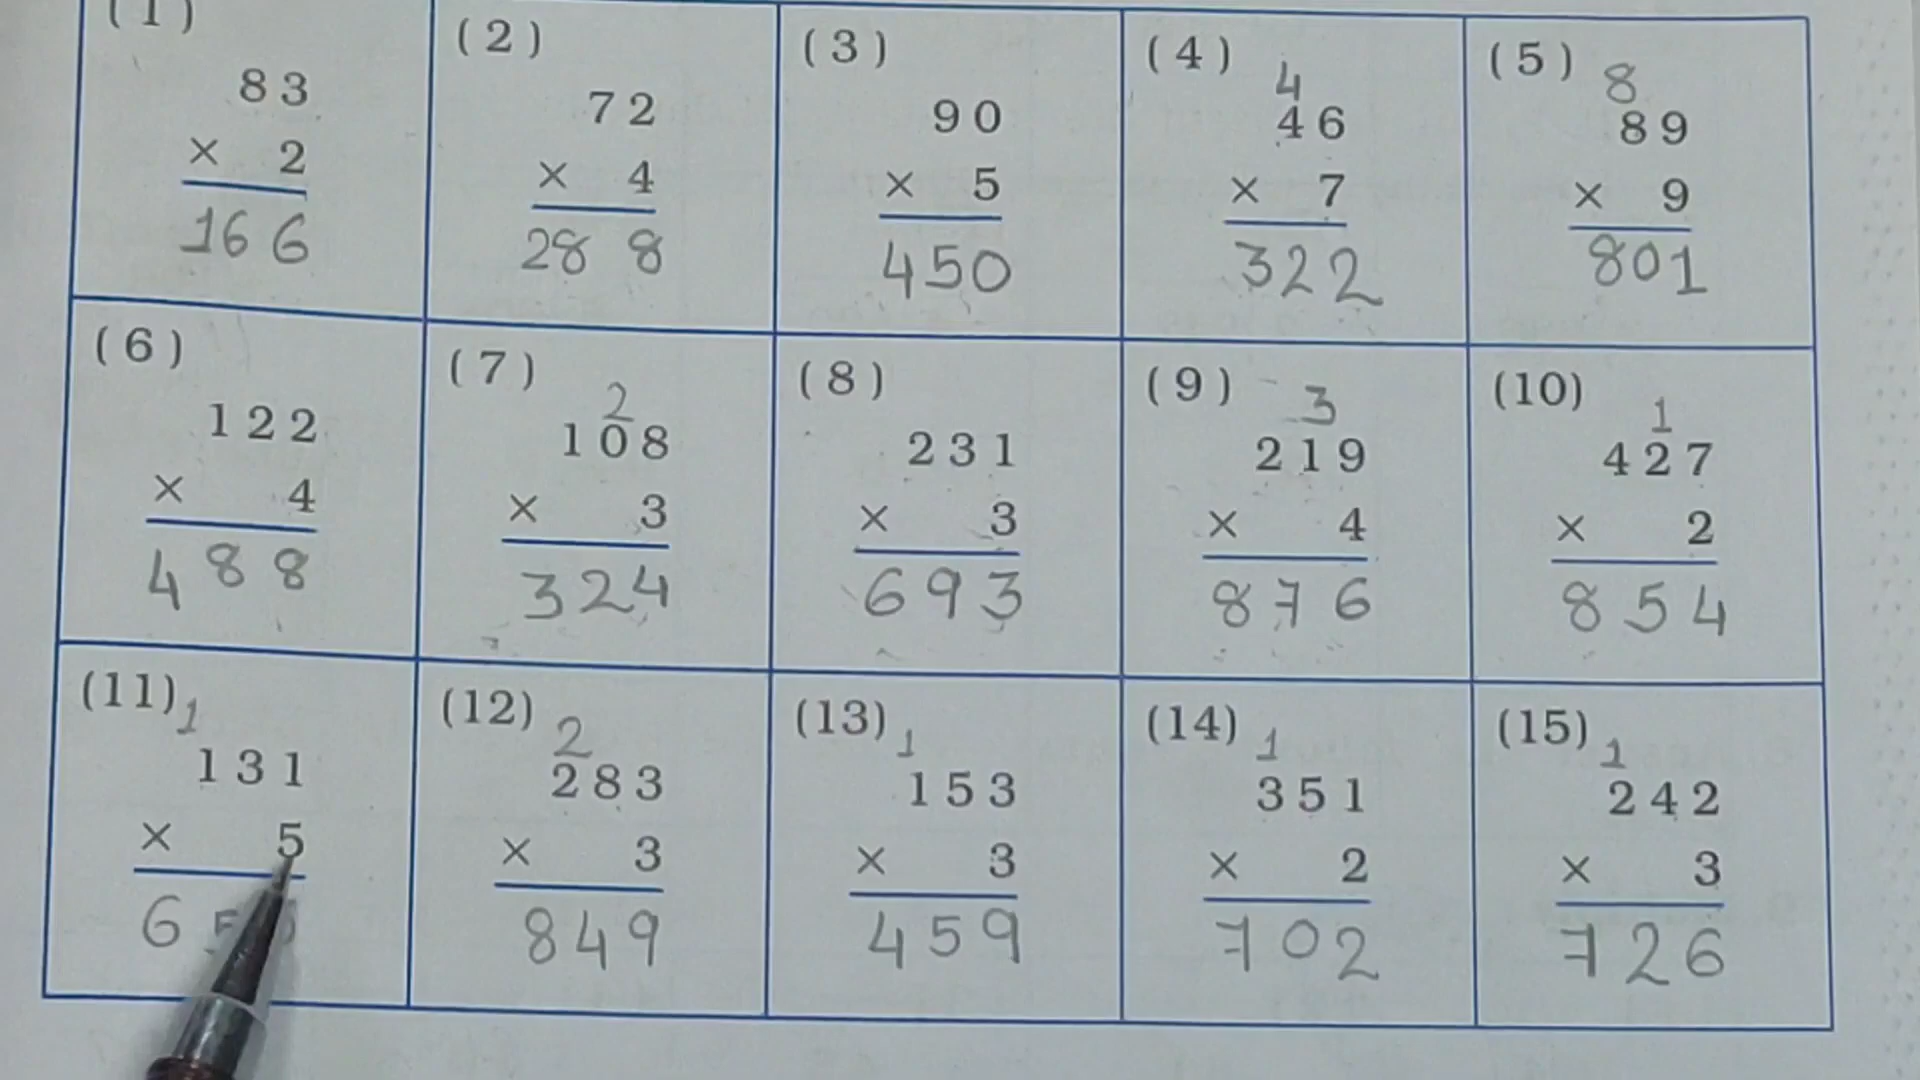 (1) (2) (3) (4) (5)
4 8
83 72 90 46 89
× 2 × 4 × 5 × 7 × 9
166 288 450 322 801
(6) (7) (8) (9) (10)
2 3 1
122 108 231 219 427
× 4 × 3 × 3 × 4 × 2
488 324 693 876 854
(11) (12) (13) (14) (15)
1 2 1 1 1
131 283 153 351 242
× 5 × 3 × 3 × 2 × 3
6 849 459 702 726